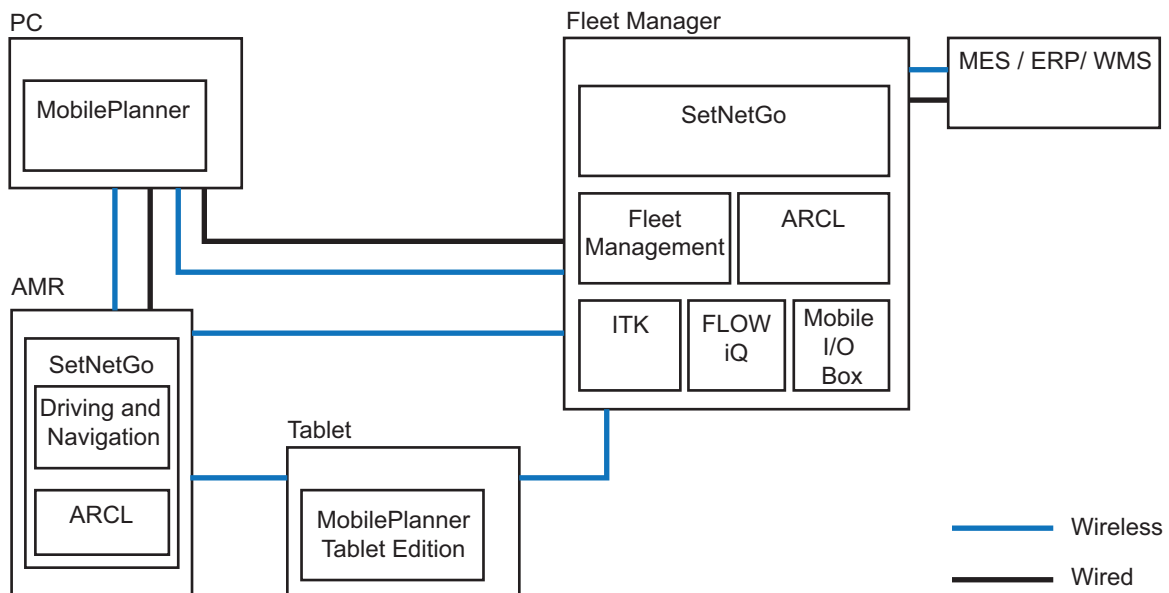 PC
MobilePlanner
Fleet Manager
SetNetGo
Fleet
Management
ARCL
ITK
FLOW
iQ
Mobile
I/O
Box
MES / ERP/ WMS
AMR
SetNetGo
Driving and
Navigation
ARCL
Tablet
MobilePlanner
Tablet Edition
Wireless
Wired